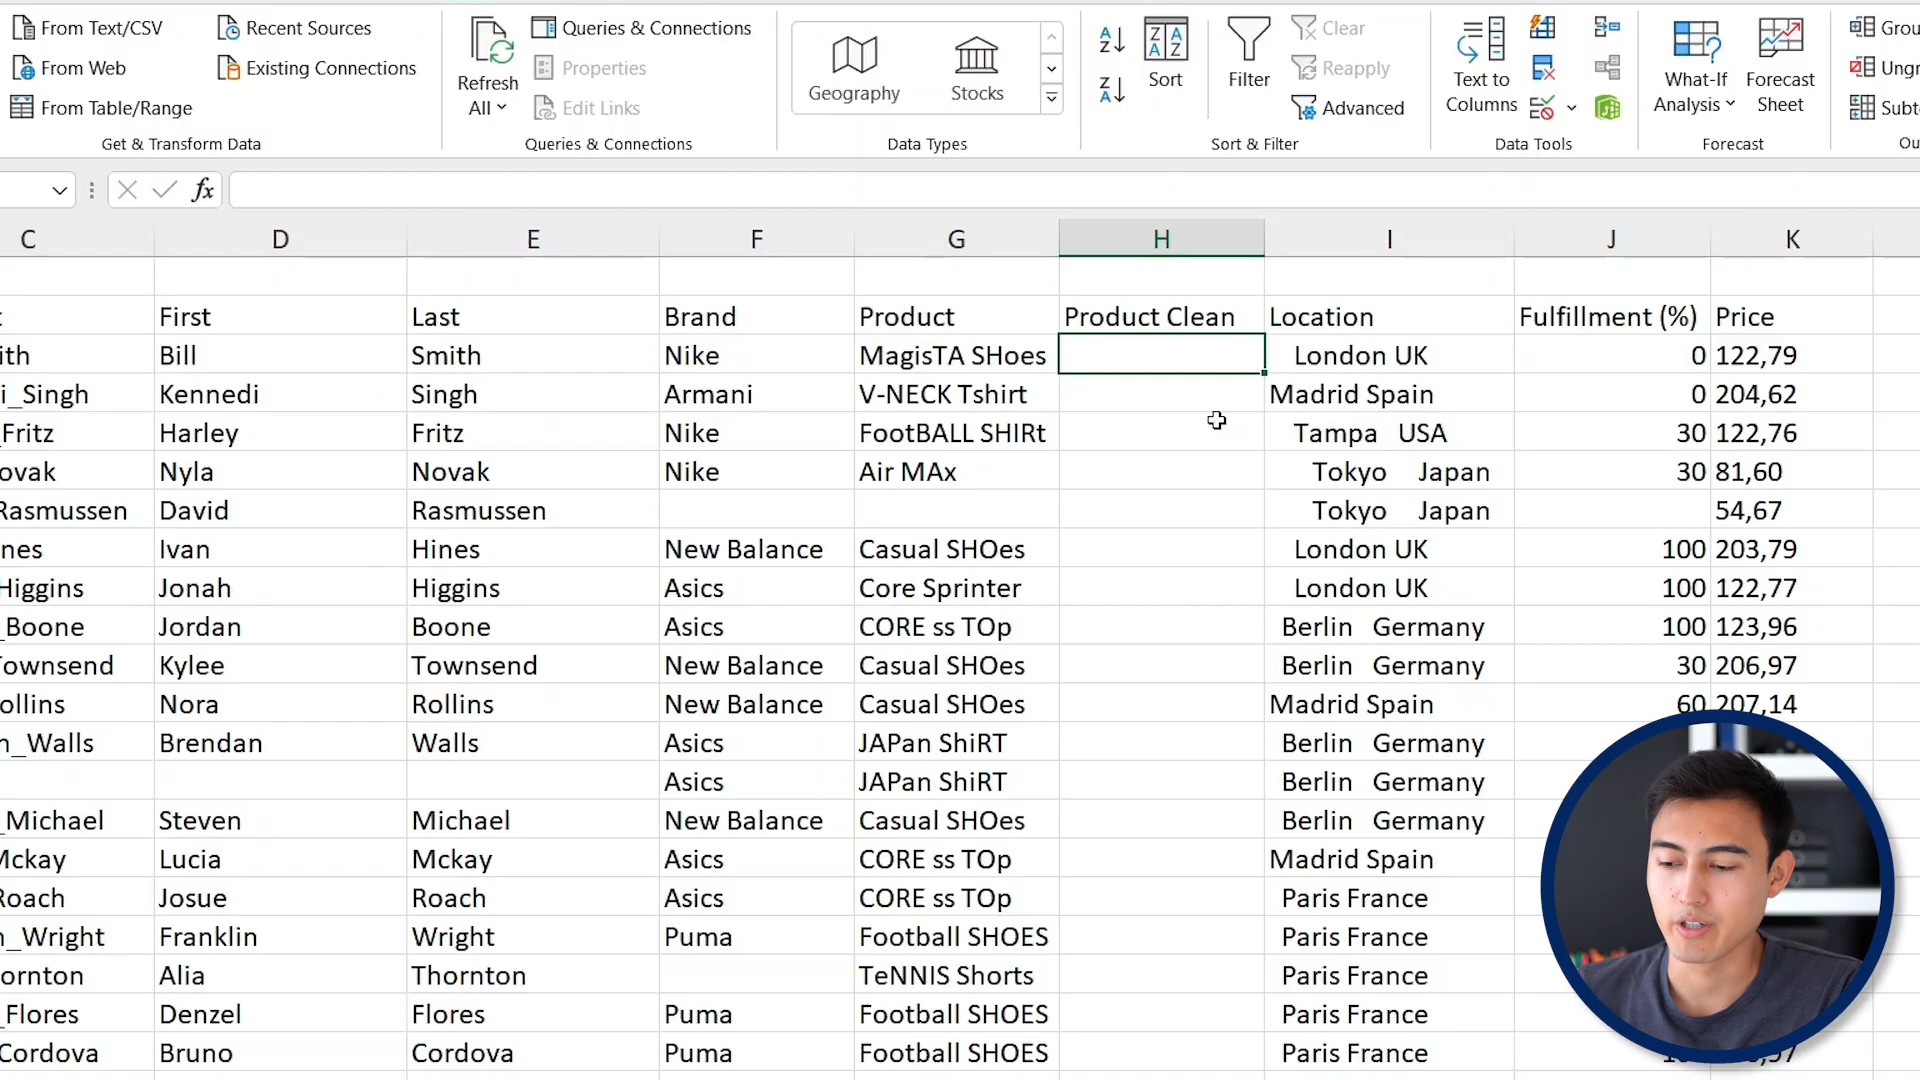 From Text/CSV Recent Sources Queries & Connections Clear Grou
From Web Existing Connections Properties Reapply Ungr
From Table/Range Edit Links Advanced Subto
Refresh All
Geography Stocks
Sort Filter
Text to Columns
What-If Analysis Forecast Sheet
Get & Transform Data Queries & Connections Data Types Sort & Filter Data Tools Forecast Ou
fx
C D E F G H I J K
First Last Brand Product Product Clean Location Fulfillment (%) Price
ith Bill Smith Nike MagisTA SHoes London UK 0 122,79
i_Singh Kennedi Singh Armani V-NECK Tshirt Madrid Spain 0 204,62
Fritz Harley Fritz Nike FootBALL SHIRt Tampa USA 30 122,76
ovak Nyla Novak Nike Air MAx Tokyo Japan 30 81,60
Rasmussen David Rasmussen Tokyo Japan 54,67
nes Ivan Hines New Balance Casual SHOes London UK 100 203,79
Higgins Jonah Higgins Asics Core Sprinter London UK 100 122,77
_Boone Jordan Boone Asics CORE ss TOp Berlin Germany 100 123,96
Townsend Kylee Townsend New Balance Casual SHOes Berlin Germany 30 206,97
ollins Nora Rollins New Balance Casual SHOes Madrid Spain 60 207,14
n_Walls Brendan Walls Asics JAPan ShiRT Berlin Germany
Asics JAPan ShiRT Berlin Germany
_Michael Steven Michael New Balance Casual SHOes Berlin Germany
Mckay Lucia Mckay Asics CORE ss TOp Madrid Spain
Roach Josue Roach Asics CORE ss TOp Paris France
n_Wright Franklin Wright Puma Football SHOES Paris France
ornton Alia Thornton TeNNIS Shorts Paris France
_Flores Denzel Flores Puma Football SHOES Paris France
Cordova Bruno Cordova Puma Football SHOES Paris France